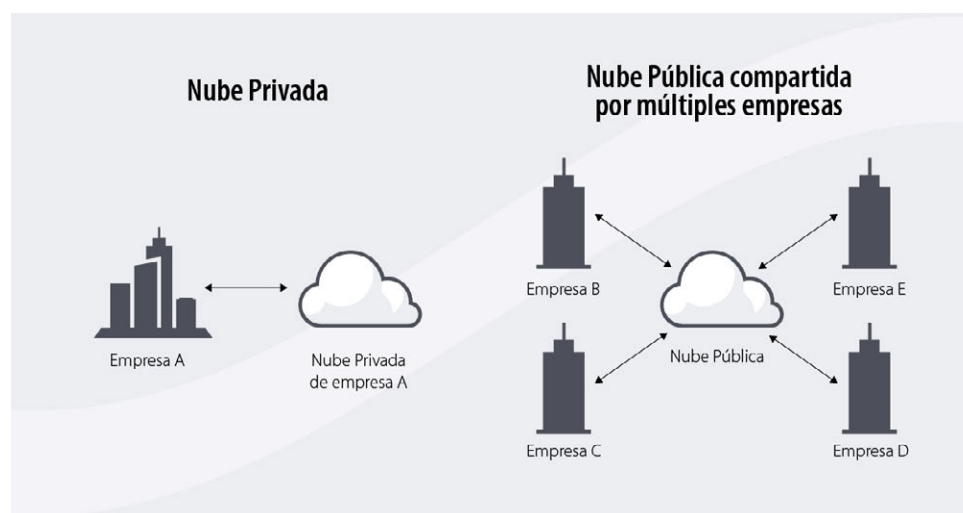 Nube Privada
Empresa A
Nube Privada
de empresa A
Nube Pública compartida
por múltiples empresas
Empresa B
Empresa E
Nube Pública
Empresa C
Empresa D